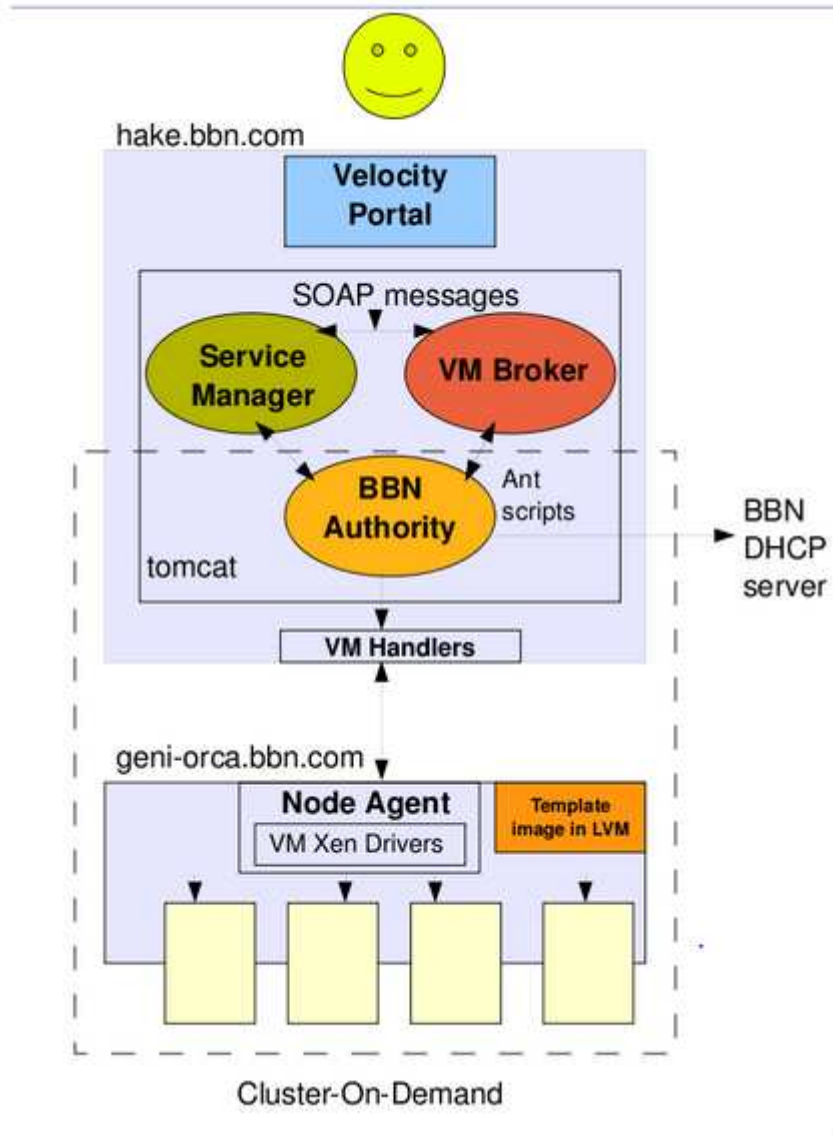 hake.bbn.com
Velocity
Portal
SOAP messages
Service
Manager
VM Broker
BBN
Authority
Ant
scripts
BBN
DHCP
server
tomcat
VM Handlers
geni-orca.bbn.com
Node Agent
VM Xen Drivers
Template
image in LVM
Cluster-On-Demand